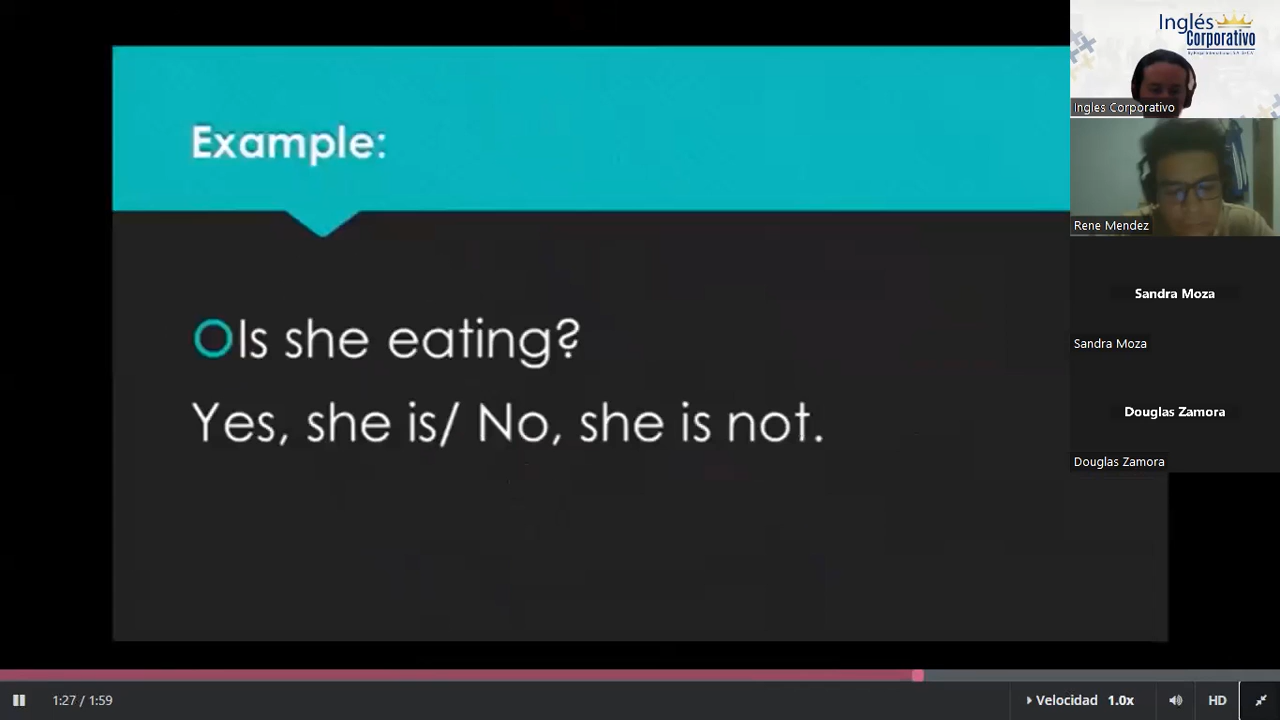 Example:
Is she eating?
Yes, she is/ No, she is not.
Inglés
Corporativo
Ingles Corporativo
Rene Mendez
Sandra Moza
Sandra Moza
Douglas Zamora
Douglas Zamora
1:27 / 1:59
Velocidad 1.0x
HD